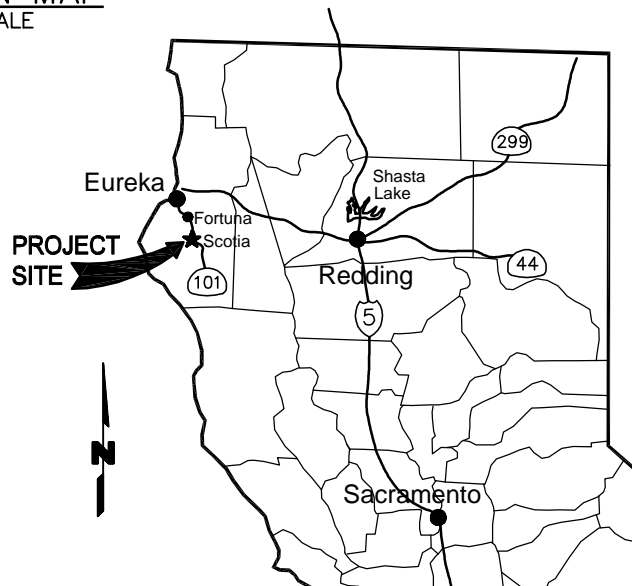 ALE
299
Shasta
Lake
Eureka
Fortuna
PROJECT
SITE
Scotia
101
44
Redding
5
N
Sacramento